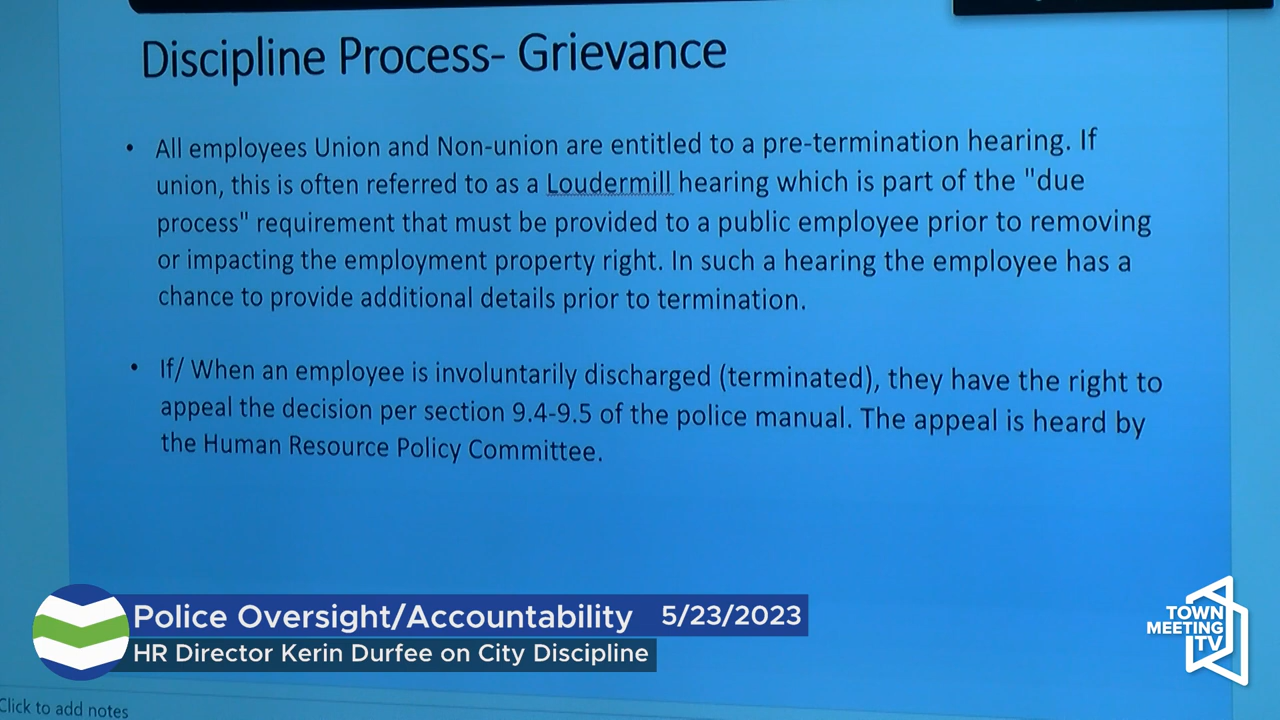 Discipline Process- Grievance
• All employees Union and Non-union are entitled to a pre-termination hearing. If
union, this is often referred to as a Loudermill hearing which is part of the "due
process" requirement that must be provided to a public employee prior to removing
or impacting the employment property right. In such a hearing the employee has a
chance to provide additional details prior to termination.
• If/ When an employee is involuntarily discharged (terminated), they have the right to
appeal the decision per section 9.4-9.5 of the police manual. The appeal is heard by
the Human Resource Policy Committee.
Police Oversight/Accountability 5/23/2023
HR Director Kerin Durfee on City Discipline
TOWN
MEETING
TV
Click to add notes